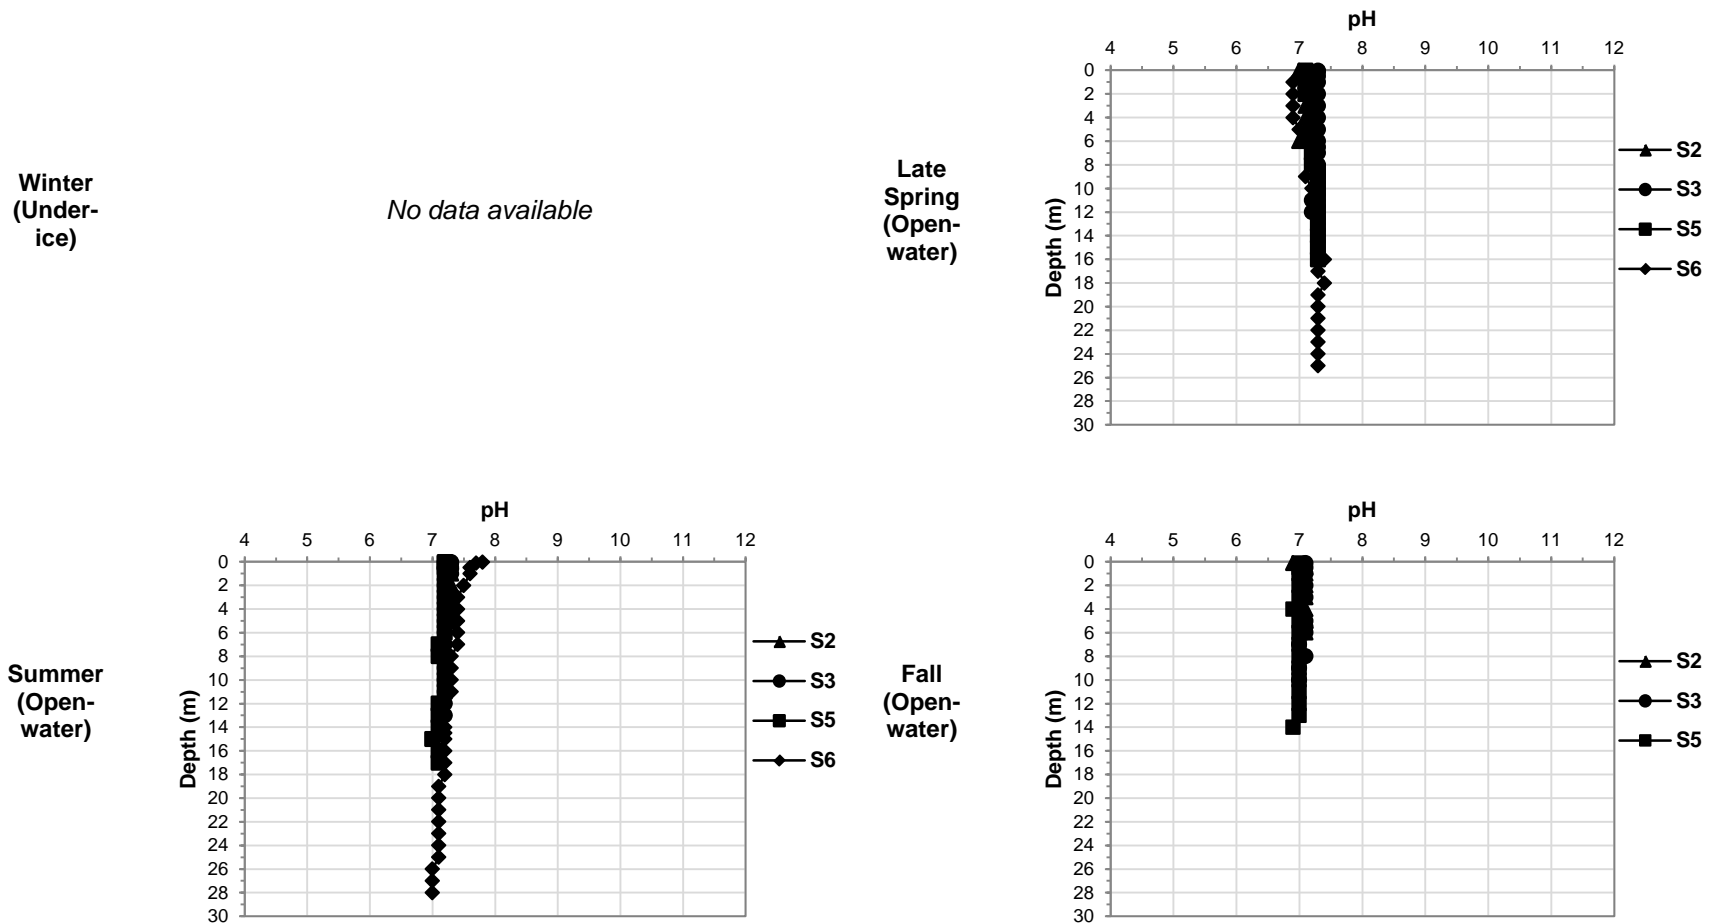 Winter
(Under-
ice)
No data available
Late
Spring
(Open-
water)
pH
4 5 6 7 8 9 10 11 12
0
2
4
6
8
10
12
14
16
18
20
22
24
26
28
30
Depth (m)
S2
S3
S5
S6
Summer
(Open-
water)
pH
4 5 6 7 8 9 10 11 12
0
2
4
6
8
10
12
14
16
18
20
22
24
26
28
30
Depth (m)
S2
S3
S5
S6
Fall
(Open-
water)
pH
4 5 6 7 8 9 10 11 12
0
2
4
6
8
10
12
14
16
18
20
22
24
26
28
30
Depth (m)
S2
S3
S5